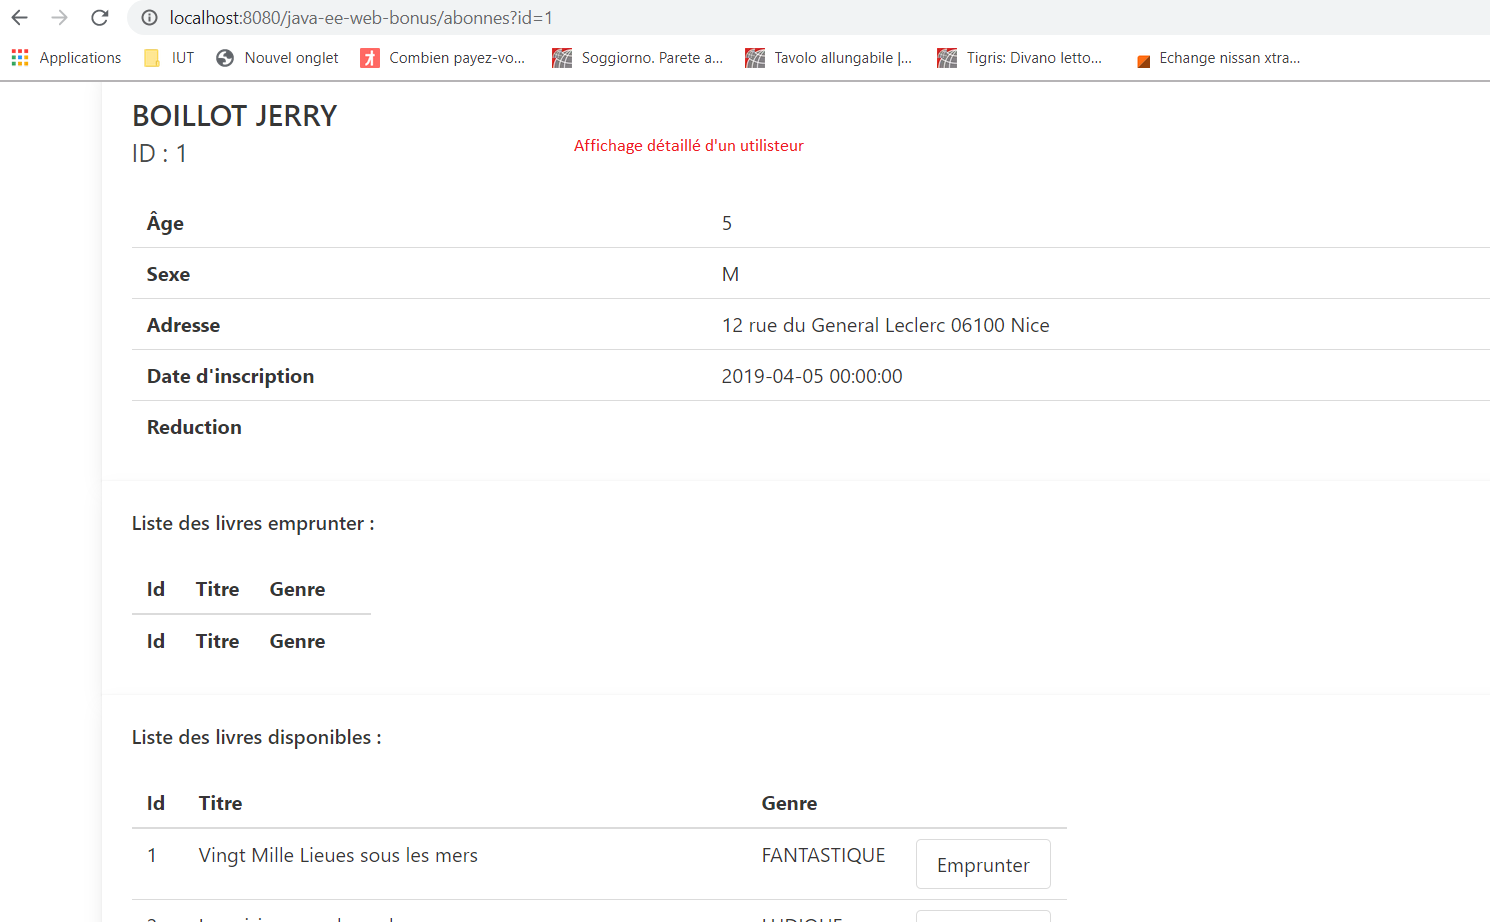 localhost:8080/java-ee-web-bonus/abonnes?id=1
Applications IUT Nouvel onglet Combien payez-vo... Soggiorno. Parete a... Tavolo allungabile |... Tigris: Divano letto... Echange nissan xtra...
BOILLOT JERRY
Affichage détaillé d'un utilisteur
ID : 1
Âge 5
Sexe M
Adresse 12 rue du General Leclerc 06100 Nice
Date d'inscription 2019-04-05 00:00:00
Reduction
Liste des livres emprunter :
Id Titre Genre
Id Titre Genre
Liste des livres disponibles :
Id Titre Genre
1 Vingt Mille Lieues sous les mers FANTASTIQUE Emprunter